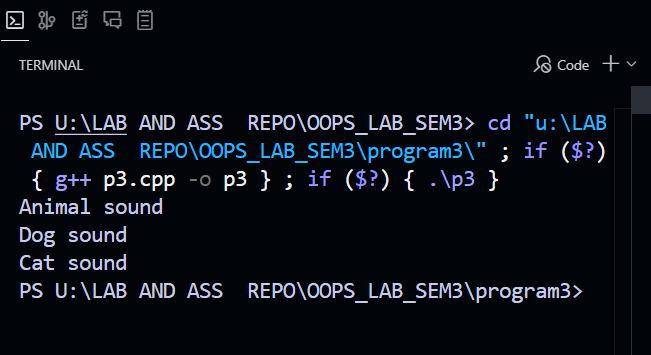 TERMINAL
Code
PS U:\LAB AND ASS  REPO\OOPS_LAB_SEM3> cd "u:\LAB
 AND ASS  REPO\OOPS_LAB_SEM3\program3\" ; if ($?)
 { g++ p3.cpp -o p3 } ; if ($?) { .\p3 }
Animal sound
Dog sound
Cat sound
PS U:\LAB AND ASS  REPO\OOPS_LAB_SEM3\program3>